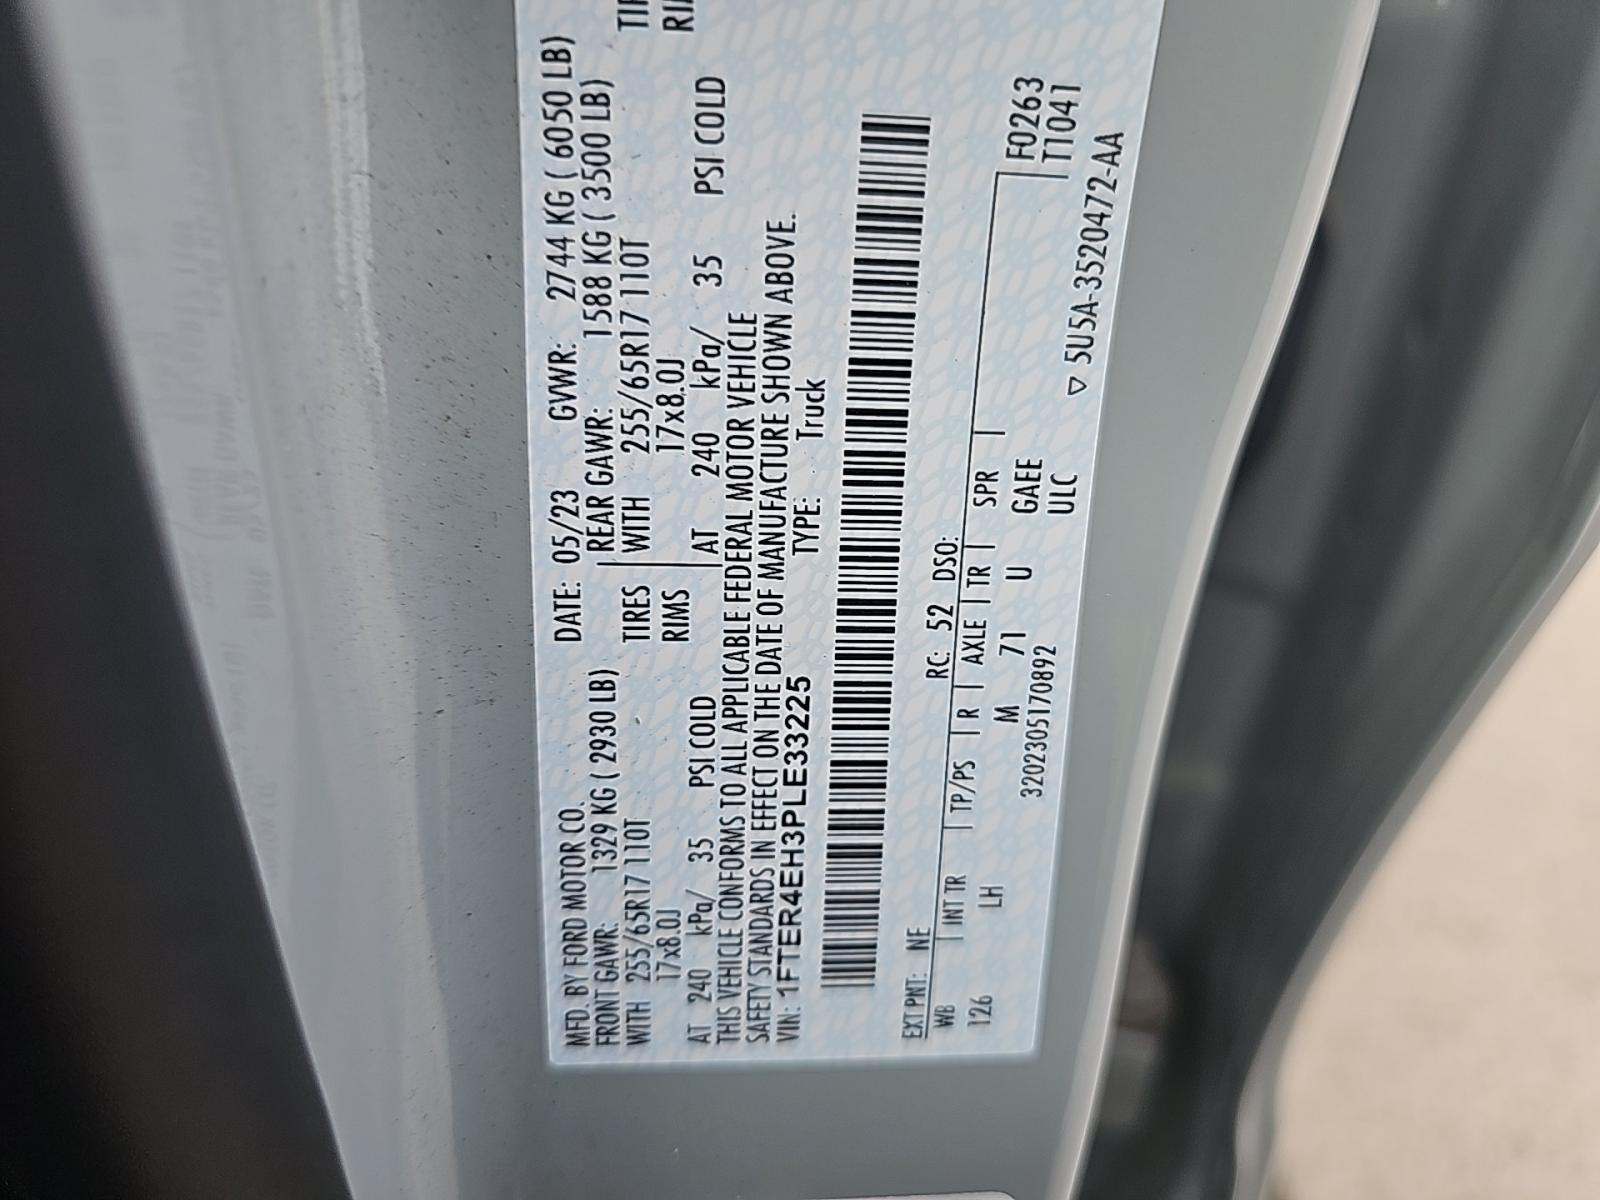 MFD. BY FORD MOTOR CO. DATE: 05/23 GVWR: 2744 KG ( 6050 LB)
FRONT GAWR: 1329 KG ( 2930 LB) REAR GAWR: 1588 KG ( 3500 LB)
WITH 255/65R17 110T TIRES WITH 255/65R17 110T TIR
17x8.0J RIMS 17x8.0J RI
AT 240 kPa/ 35 PSI COLD AT 240 kPa/ 35 PSI COLD
THIS VEHICLE CONFORMS TO ALL APPLICABLE FEDERAL MOTOR VEHICLE
SAFETY STANDARDS IN EFFECT ON THE DATE OF MANUFACTURE SHOWN ABOVE.
VIN: 1FTER4EH3PLE33225 TYPE: Truck
EXT PNT: NE RC: 52 DSO:
WB INT TR TP/PS R AXLE TR SPR F0263
126 LH M 71 U GAEE T1041
3202305170892 ULC
▽ 5U5A-3520472-AA